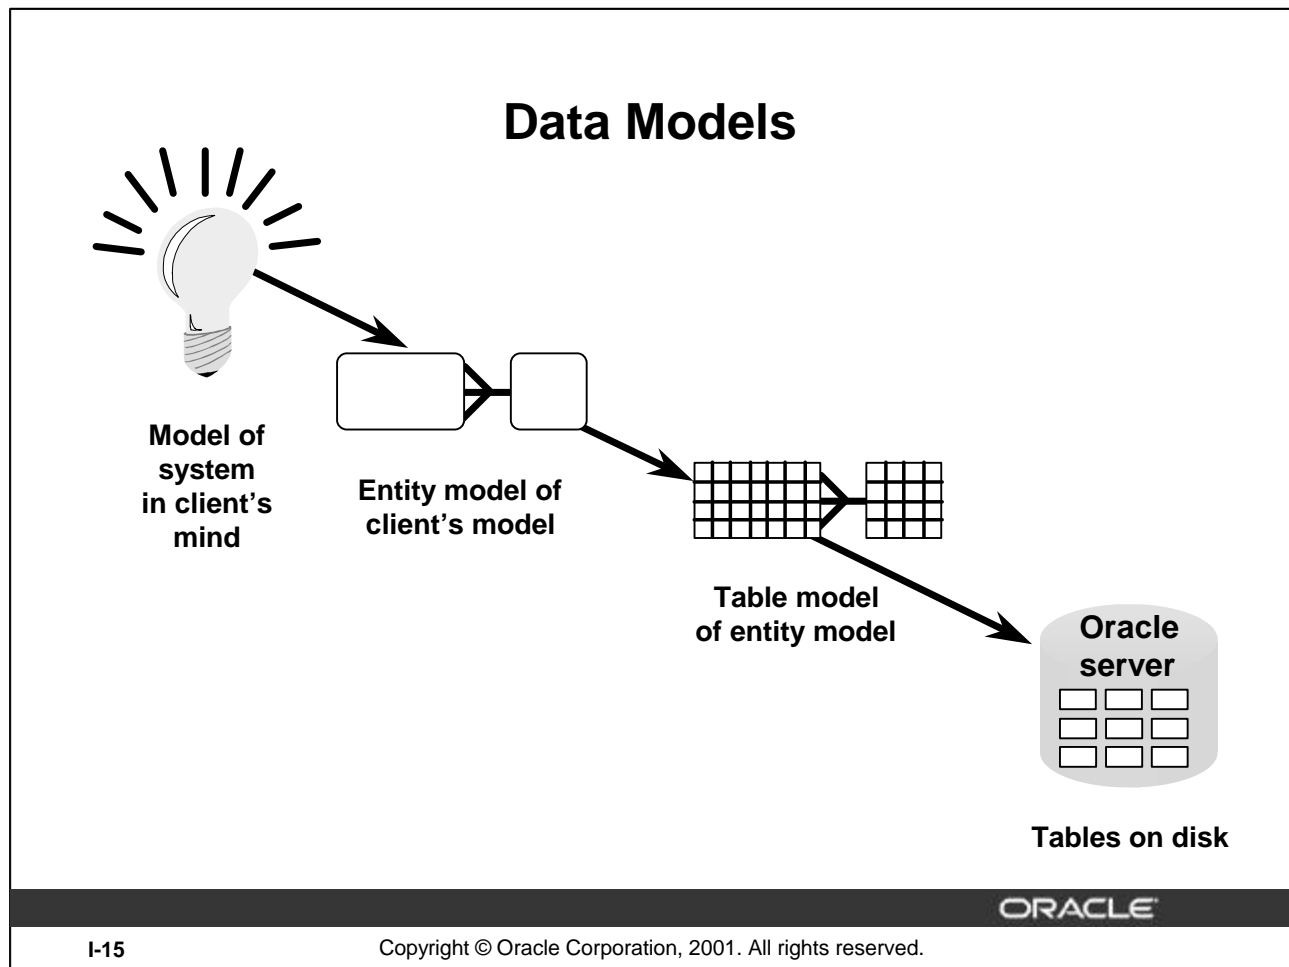 Data Models
Model of
system
in client’s
mind
Entity model of
client’s model
Table model
of entity model
Oracle
server
Tables on disk
ORACLE
I-15
Copyright © Oracle Corporation, 2001. All rights reserved.